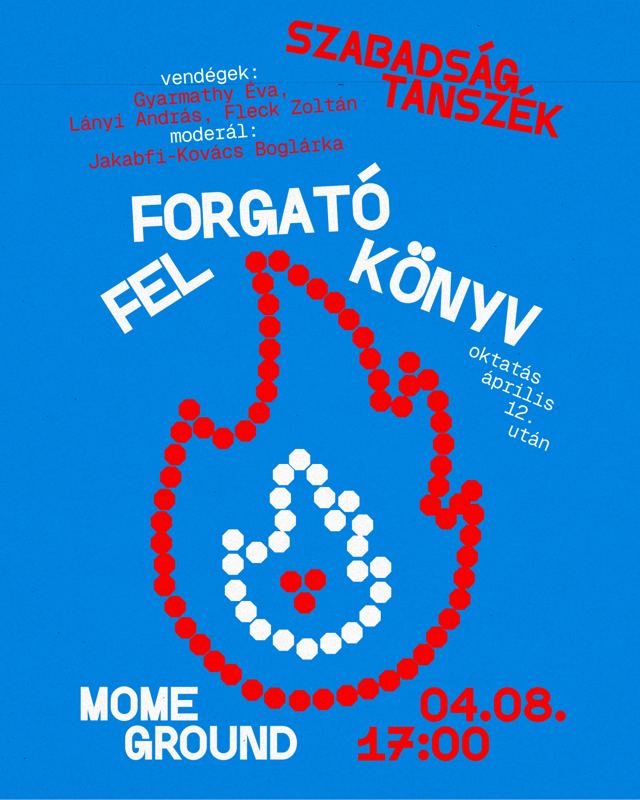 SZABADSÁG
TANSZÉK
vendégek:
Gyarmathy Éva,
Lányi András, Fleck Zoltán
moderál:
Jakabfi-Kovács Boglárka
FEL
FORGATÓ
KÖNYV
oktatás
április
12.
után
MOME
GROUND
04.08.
17:00